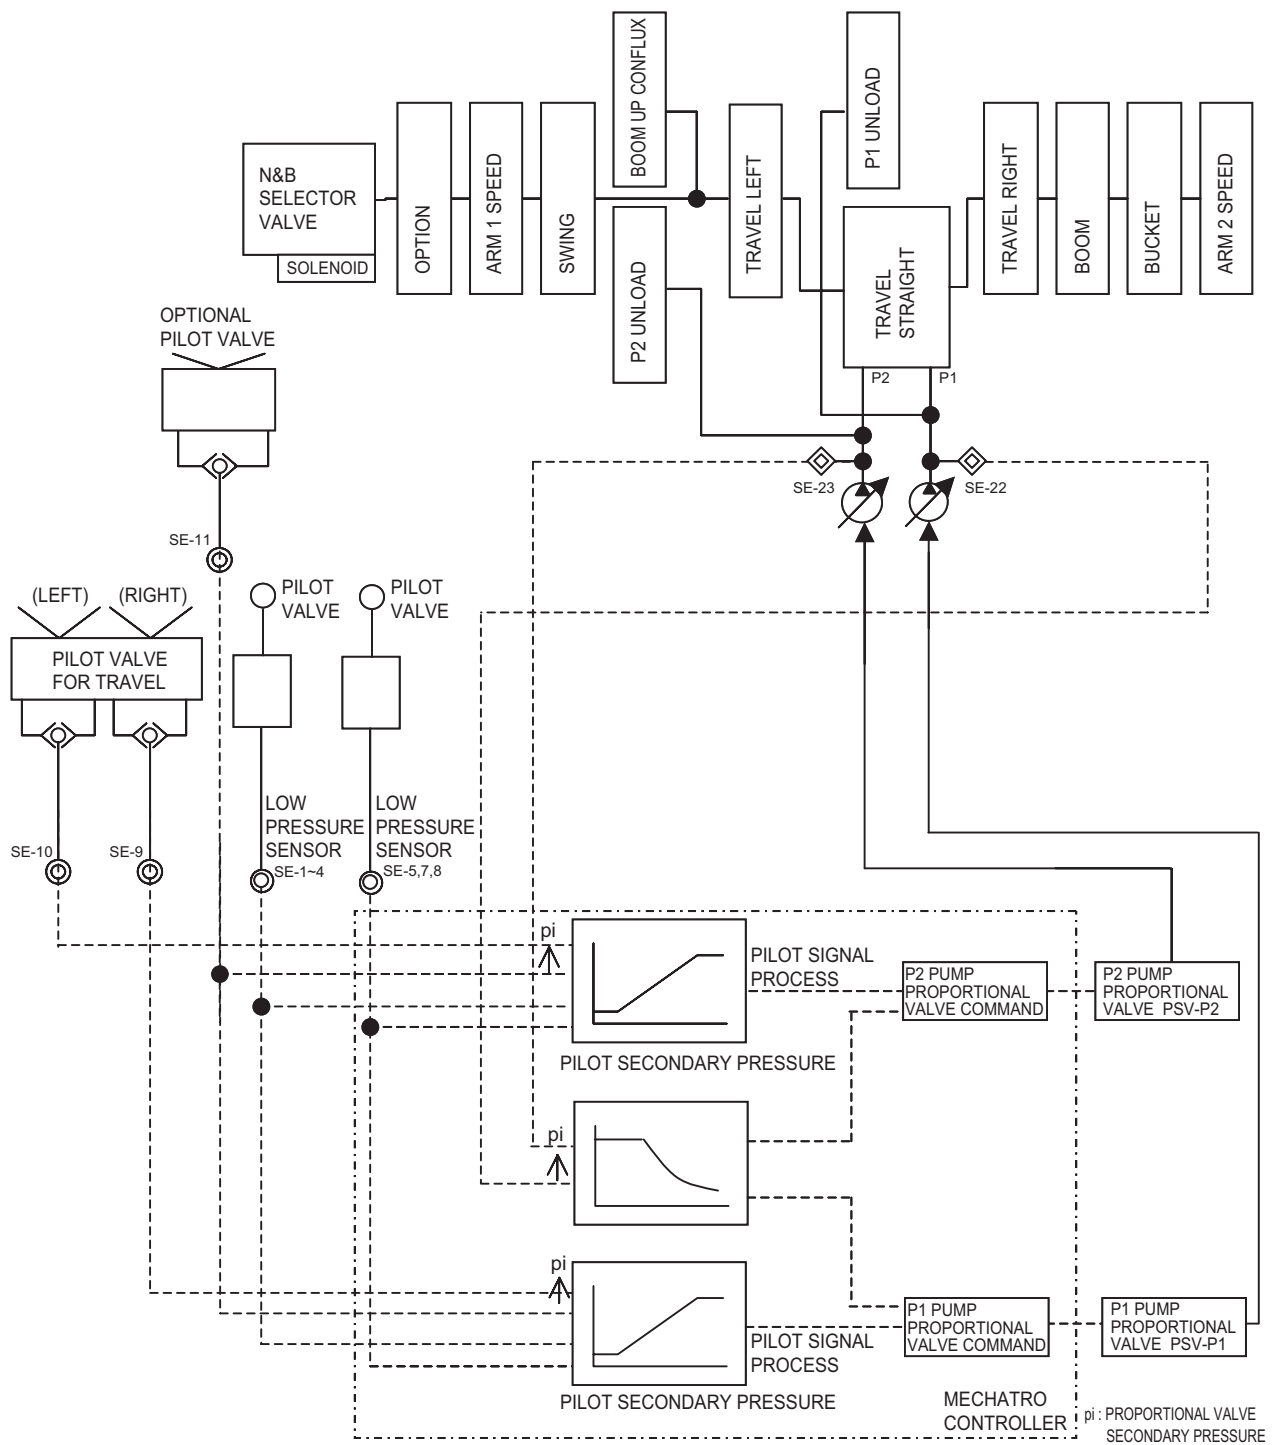 BOOM UP CONFLUX
P1 UNLOAD
N&B
SELECTOR
VALVE
SOLENOID
OPTION
ARM 1 SPEED
SWING
P2 UNLOAD
TRAVEL LEFT
TRAVEL
STRAIGHT
TRAVEL RIGHT
BOOM
BUCKET
ARM 2 SPEED
P2
P1
OPTIONAL
PILOT VALVE
SE-23
SE-22
SE-11
(LEFT)
(RIGHT)
PILOT
VALVE
PILOT
VALVE
PILOT VALVE
FOR TRAVEL
LOW
PRESSURE
SENSOR
SE-1~4
LOW
PRESSURE
SENSOR
SE-5,7,8
SE-10
SE-9
pi
PILOT SIGNAL
PROCESS
P2 PUMP
PROPORTIONAL
VALVE COMMAND
P2 PUMP
PROPORTIONAL
VALVE PSV-P2
PILOT SECONDARY PRESSURE
pi
pi
PILOT SIGNAL
PROCESS
P1 PUMP
PROPORTIONAL
VALVE COMMAND
P1 PUMP
PROPORTIONAL
VALVE PSV-P1
PILOT SECONDARY PRESSURE
MECHATRO
CONTROLLER
pi : PROPORTIONAL VALVE
SECONDARY PRESSURE